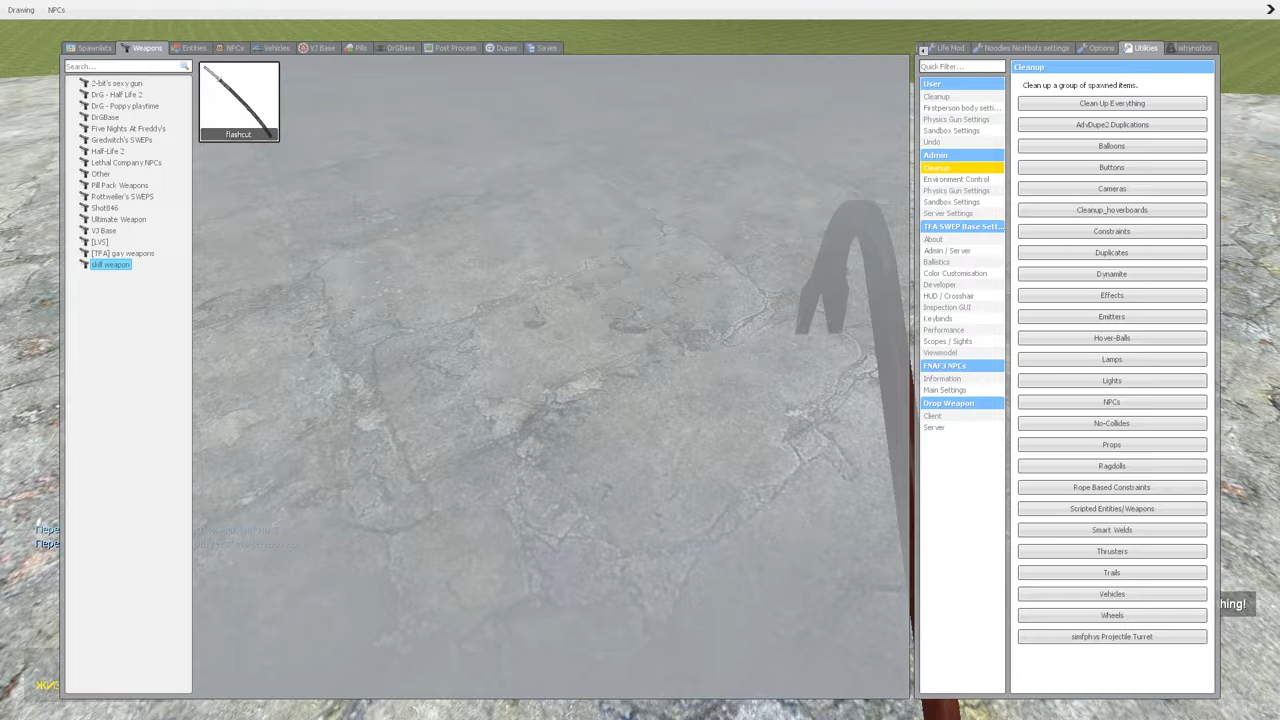 Drawing NPCs
Spawnlists Weapons Entities NPCs Vehicles VJ Base Pills DrGBase Post Process Dupes Saves
Search...
2-bit's sexy gun
DrG - Half Life 2
DrG - Poppy playtime
DrGBase
Five Nights At Freddy's
Gredwitch's SWEPs
Half-Life 2
Lethal Company NPCs
Other
Pill Pack Weapons
Rottweiler's SWEPS
Shot846
Ultimate Weapon
VJ Base
[LVS]
[TFA] gay weapons
skill weapon
flashcut
Life Mod Noodles Nextbots settings Options Utilities whynotboi
Quick Filter...
User
Cleanup
Firstperson body setti...
Physics Gun Settings
Sandbox Settings
Undo
Admin
Cleanup
Environment Control
Physics Gun Settings
Sandbox Settings
Server Settings
TFA SWEP Base Sett...
About
Admin / Server
Ballistics
Color Customisation
Developer
HUD / Crosshair
Inspection GUI
Keybinds
Performance
Scopes / Sights
Viewmodel
FNAF3 NPCs
Information
Main Settings
Drop Weapon
Client
Server
Cleanup
Clean up a group of spawned items.
Clean Up Everything
AdvDupe2 Duplications
Balloons
Buttons
Cameras
Cleanup_hoverboards
Constraints
Duplicates
Dynamite
Effects
Emitters
Hover-Balls
Lamps
Lights
NPCs
No-Collides
Props
Ragdolls
Rope Based Constraints
Scripted Entities/Weapons
Smart Welds
Thrusters
Trails
Vehicles
Wheels
simfphys Projectile Turret
hing!